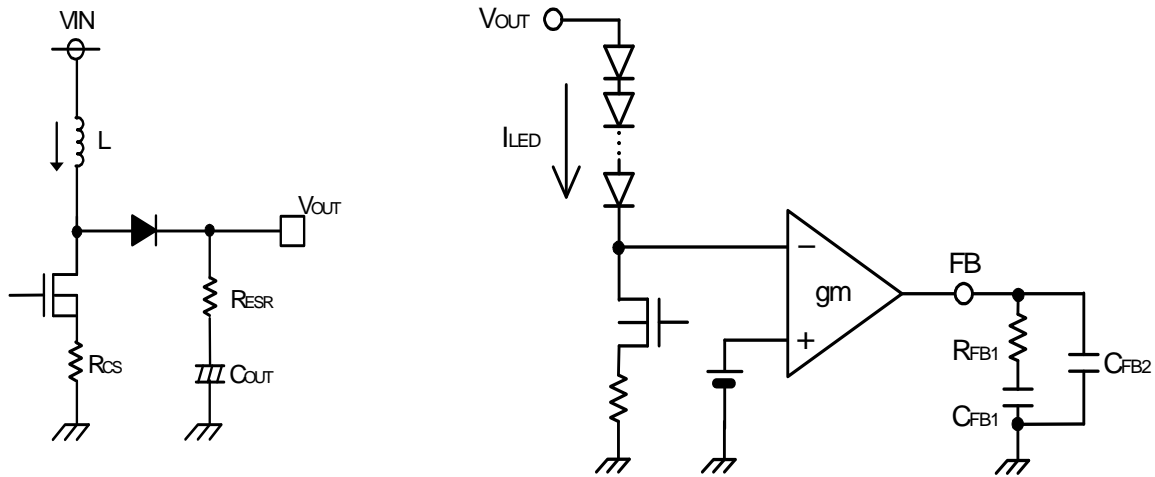 VIN
L
VOUT
RESR
RCS
COUT
VOUT
ILED
−
gm
+
FB
RFB1
CFB2
CFB1